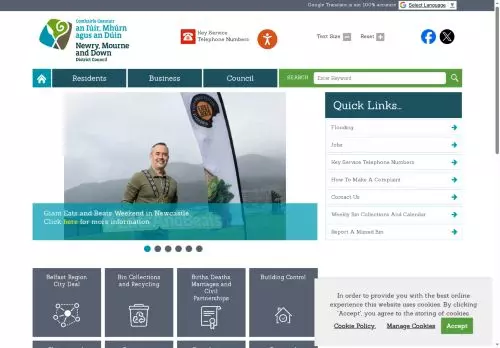 Google Translate is not 100% accurate
Select Language
Comhairle Ceantair
an Iúir, Mhúrn
agus an Dúin
Newry, Mourne
and Down
District Council
Key Service
Telephone Numbers
Text Size
Reset
Residents
Business
Council
SEARCH
Enter Keyword
Giant Eats and Beats Weekend in Newcastle
Click here for more information
Quick Links...
Flooding
Jobs
Key Service Telephone Numbers
How To Make A Complaint
Contact Us
Weekly Bin Collections And Calendar
Report A Missed Bin
Belfast Region
City Deal
Bin Collections
and Recycling
Births, Deaths,
Marriages and
Civil
Partnerships
Building Control
In order to provide you with the best online
experience this website uses cookies. By clicking
'Accept', you agree to the storing of cookies.
Cookie Policy.
Manage Cookies
Accept